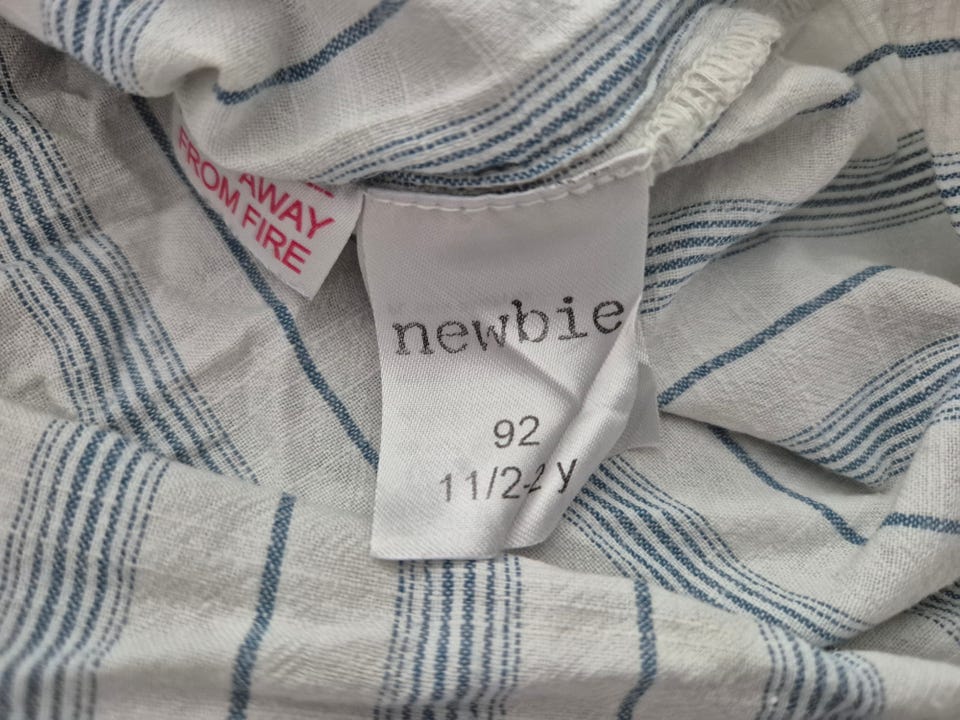 AWAY
FROM FIRE
newbie
92
11/2-2 y